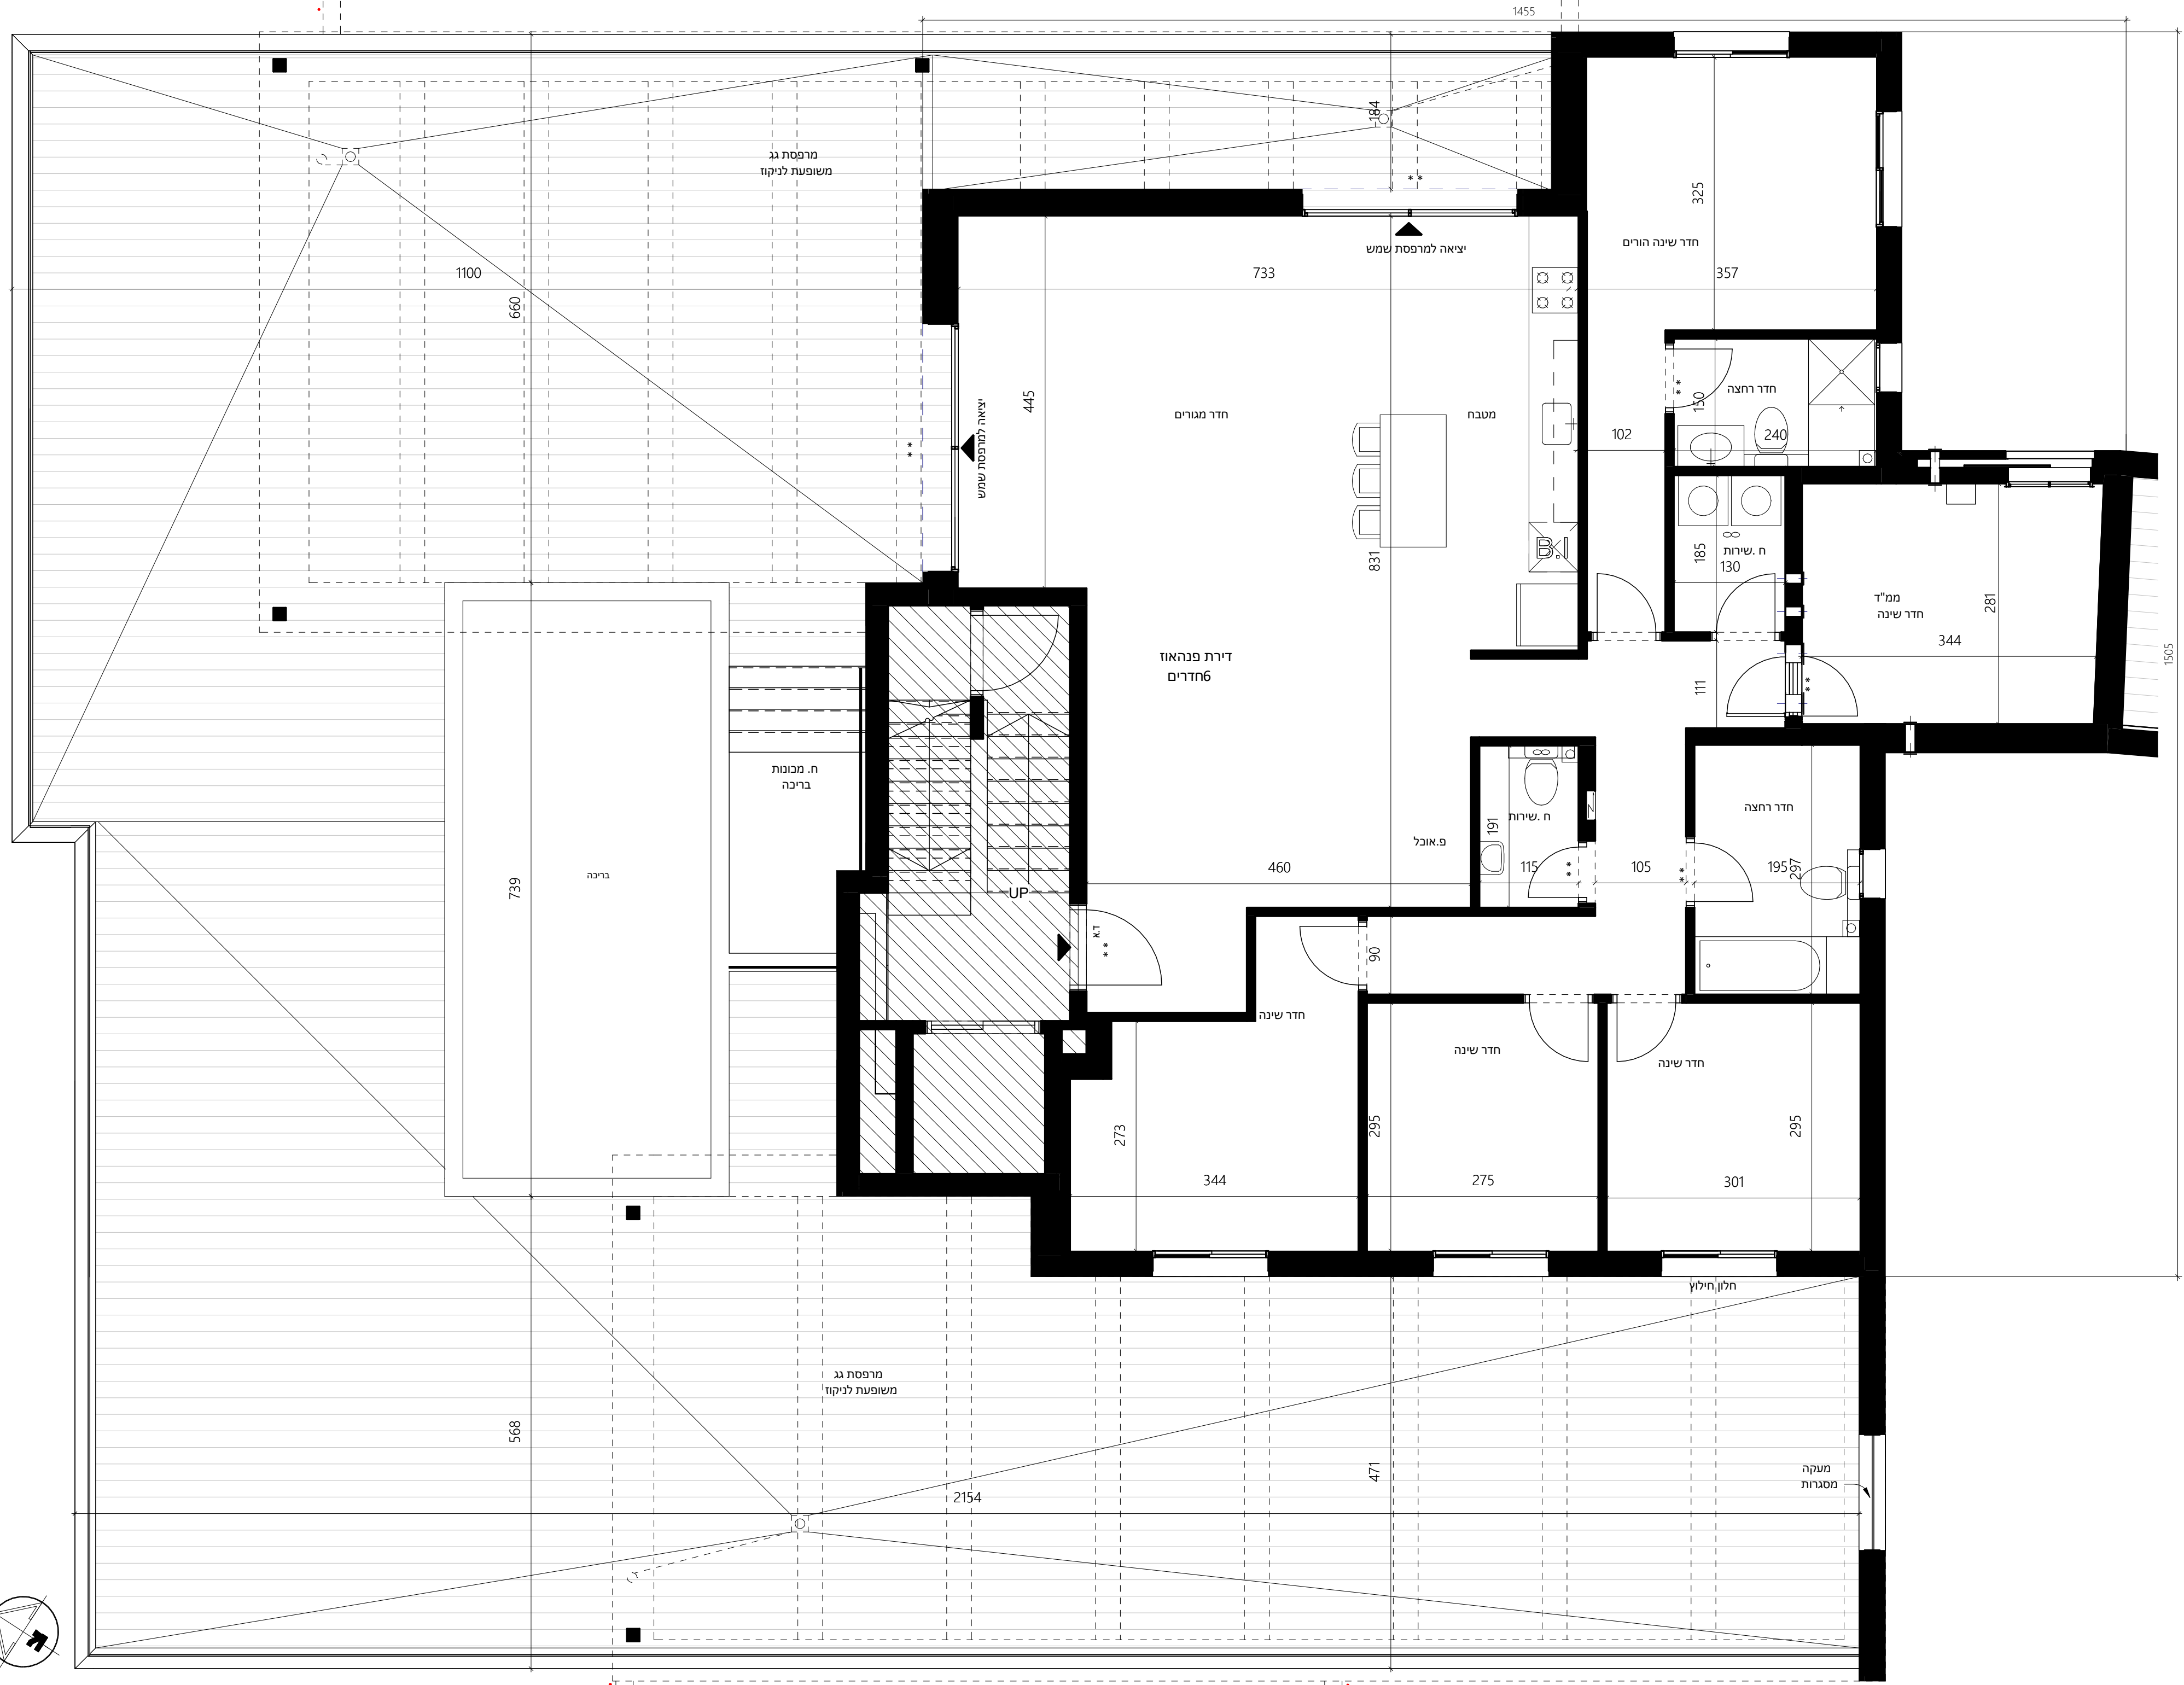 1455
184
מרפסת גג
משופעת לניקוז
* *
יציאה למרפסת שמש
325
חדר שינה הורים
1100
660
733
357
445
יציאה למרפסת שמש
* *
חדר מגורים
מטבח
חדר רחצה
* *
150
240
102
B.I
831
185
ח .שירות
130
ממ"ד
חדר שינה
281
344
1505
דירת פנהאוז
6חדרים
111
* *
ח. מכונות
בריכה
בריכה
739
UP
ד.א
* *
460
פ.אוכל
191
ח .שירות
115
* *
105
* *
חדר רחצה
195
297
90
חדר שינה
חדר שינה
חדר שינה
273
295
295
344
275
301
חלון חילוץ
מרפסת גג
משופעת לניקוז
568
471
2154
מעקה
מסגרות